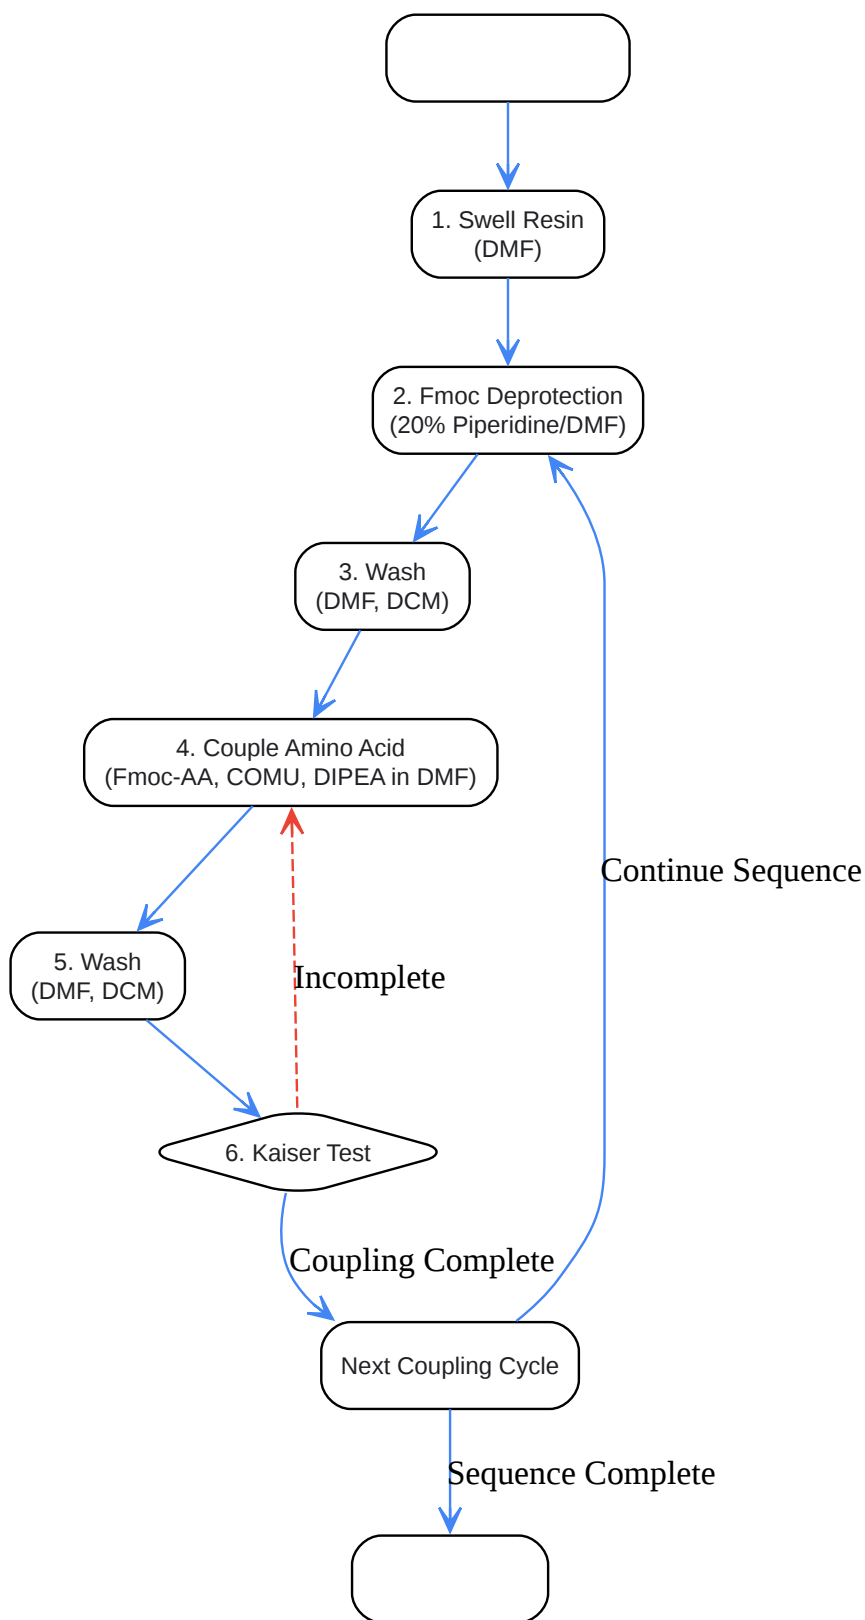 1. Swell Resin
(DMF)
2. Fmoc Deprotection
(20% Piperidine/DMF)
3. Wash
(DMF, DCM)
4. Couple Amino Acid
(Fmoc-AA, COMU, DIPEA in DMF)
Continue Sequence
5. Wash
(DMF, DCM)
Incomplete
6. Kaiser Test
Coupling Complete
Next Coupling Cycle
Sequence Complete